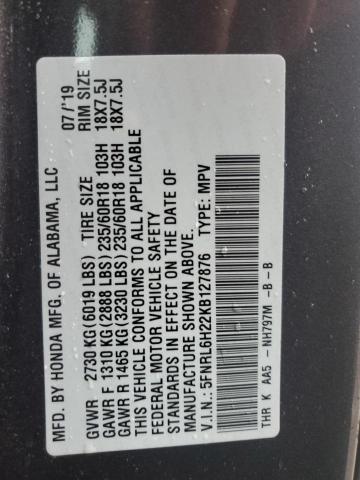 MFD. BY HONDA MFG. OF ALABAMA, LLC 07/'19
GVWR 2730 KG(6019 LBS) TIRE SIZE RIM SIZE
GAWR F 1310 KG(2888 LBS)235/60R18 103H 18X7.5J
GAWR R 1465 KG(3230 LBS)235/60R18 103H 18X7.5J
THIS VEHICLE CONFORMS TO ALL APPLICABLE
FEDERAL MOTOR VEHICLE SAFETY
STANDARDS IN EFFECT ON THE DATE OF
MANUFACTURE SHOWN ABOVE.
V.I.N.: 5FNRL6H22KB127876 TYPE: MPV
THR K AA5 -NH797M -B -B